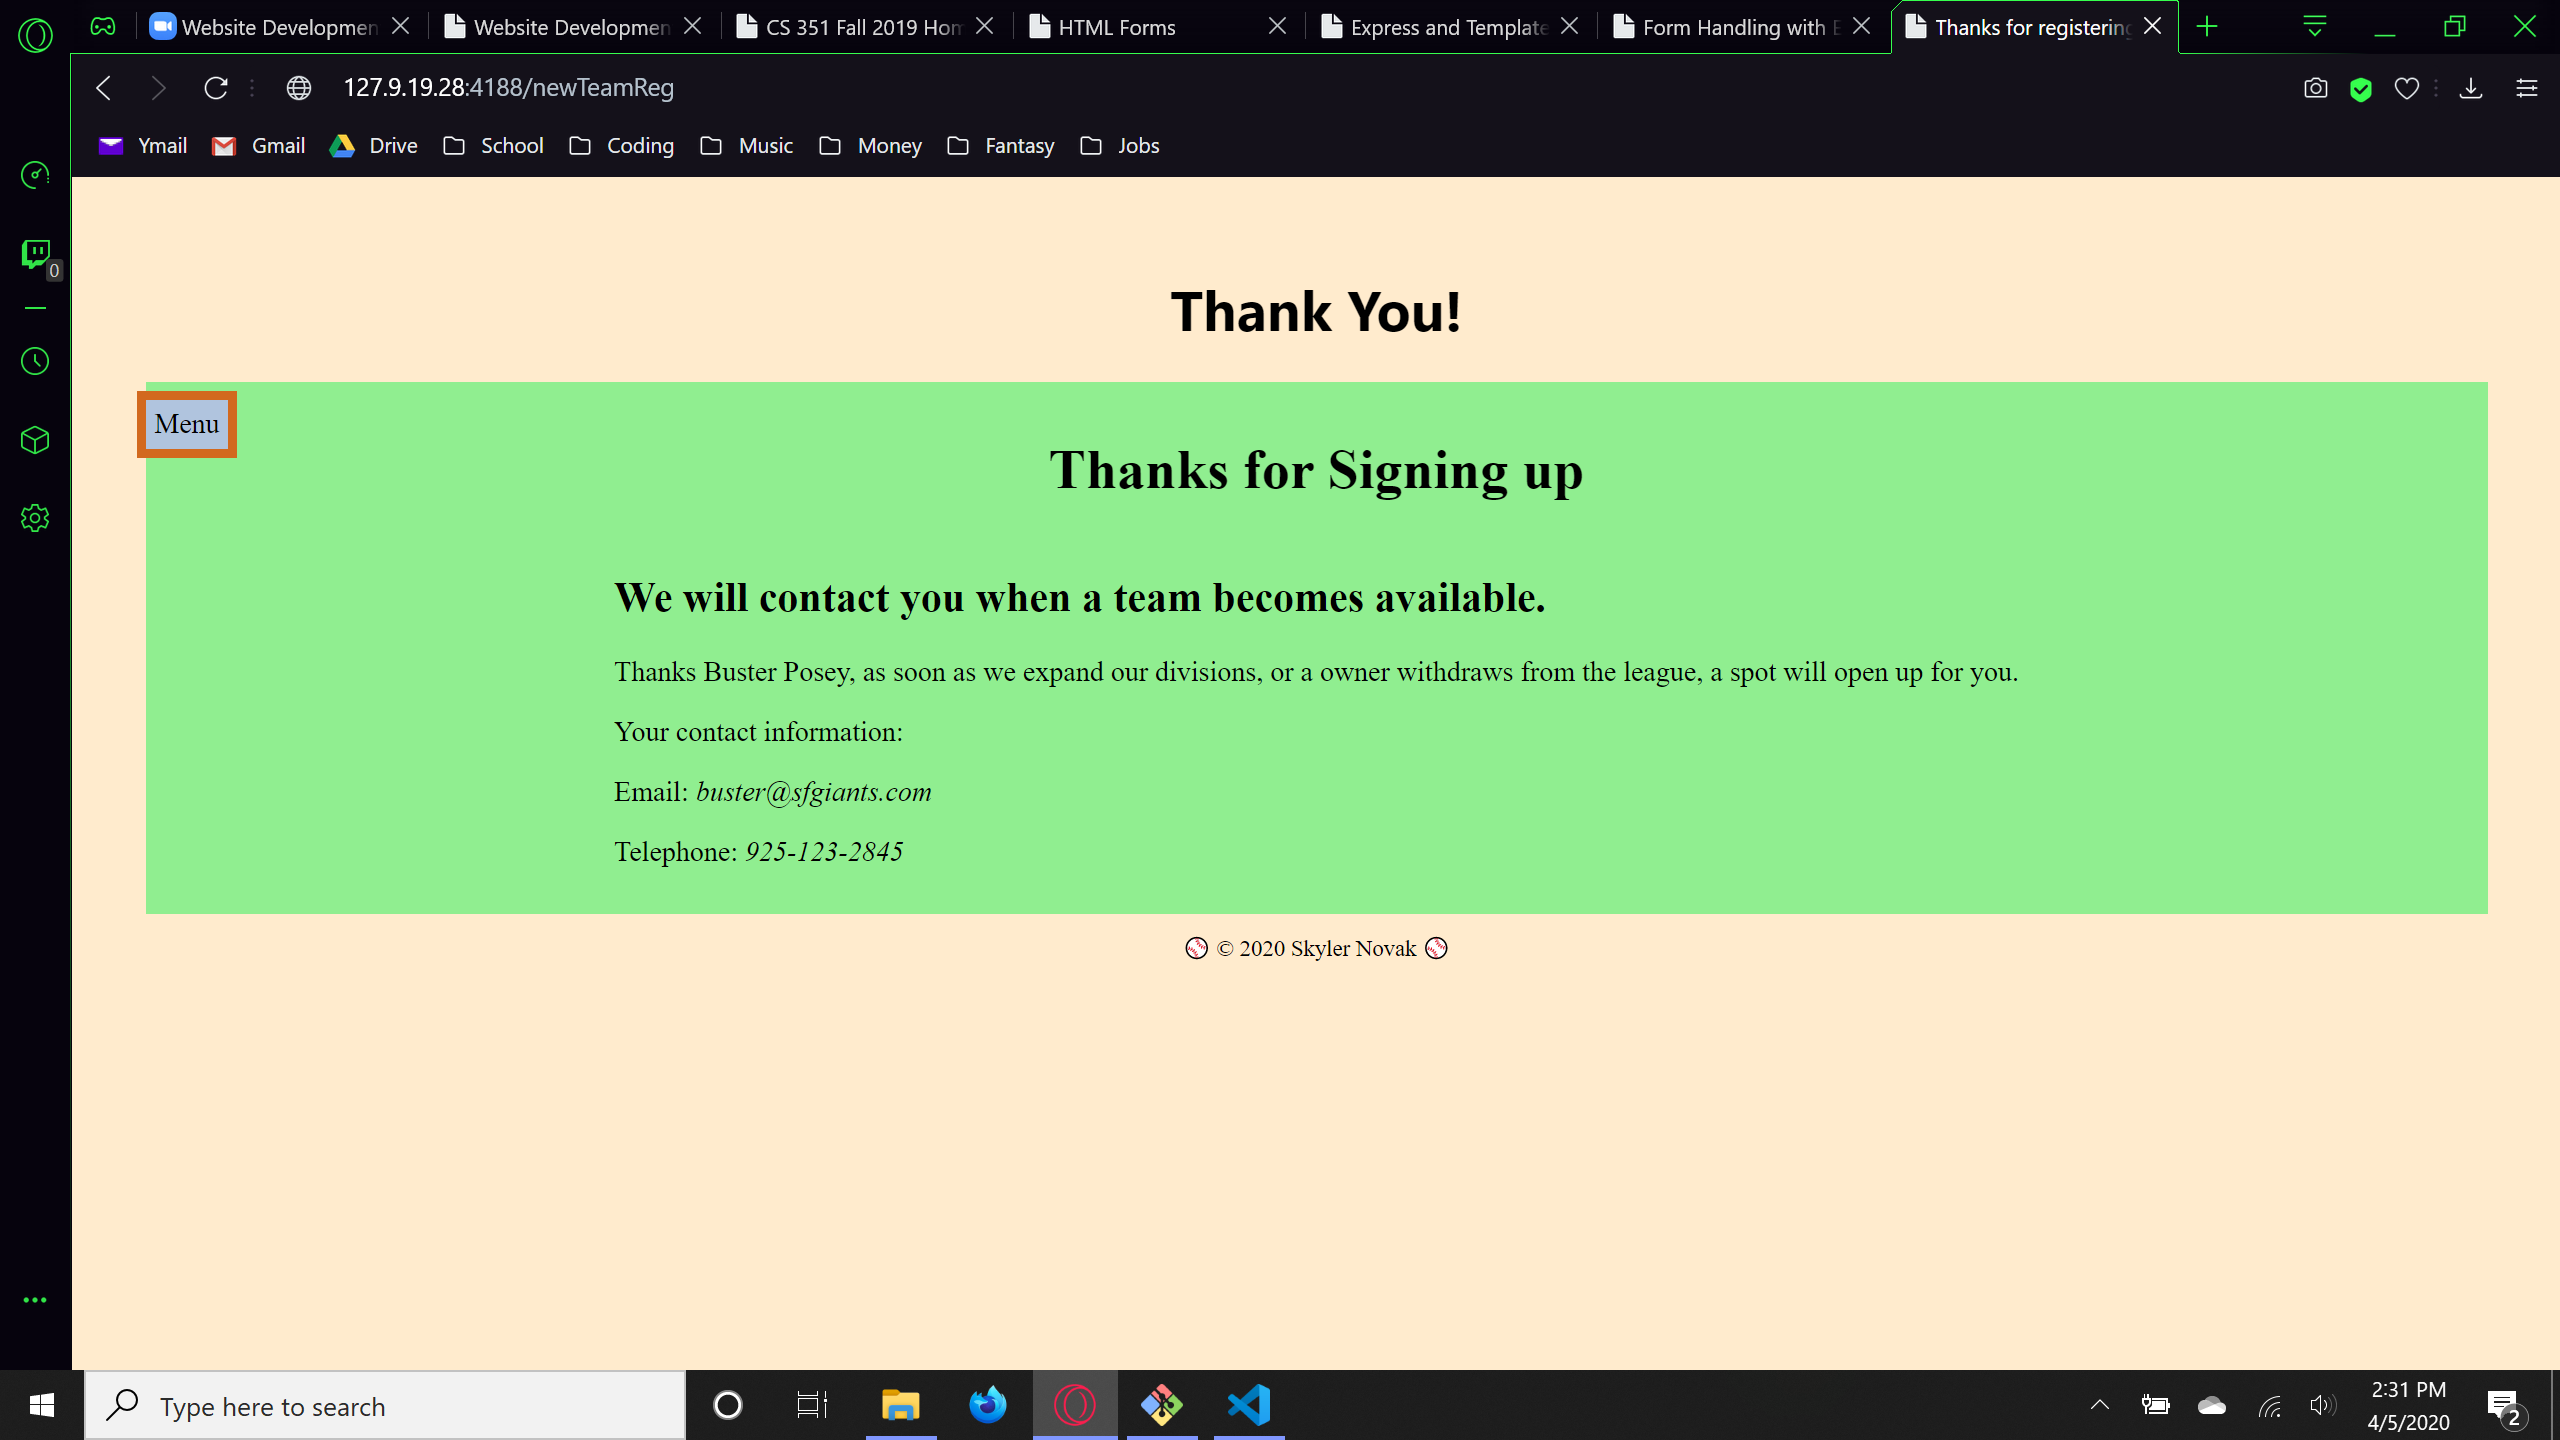 Website Developmen
Website Developmen
CS 351 Fall 2019 Hom
HTML Forms
Express and Template
Form Handling with E
Thanks for registering
127.9.19.28:4188/newTeamReg
Ymail
Gmail
Drive
School
Coding
Music
Money
Fantasy
Jobs
0
Thank You!
Menu
Thanks for Signing up
We will contact you when a team becomes available.
Thanks Buster Posey, as soon as we expand our divisions, or a owner withdraws from the league, a spot will open up for you.
Your contact information:
Email: buster@sfgiants.com
Telephone: 925-123-2845
© 2020 Skyler Novak
Type here to search
2:31 PM
4/5/2020
2